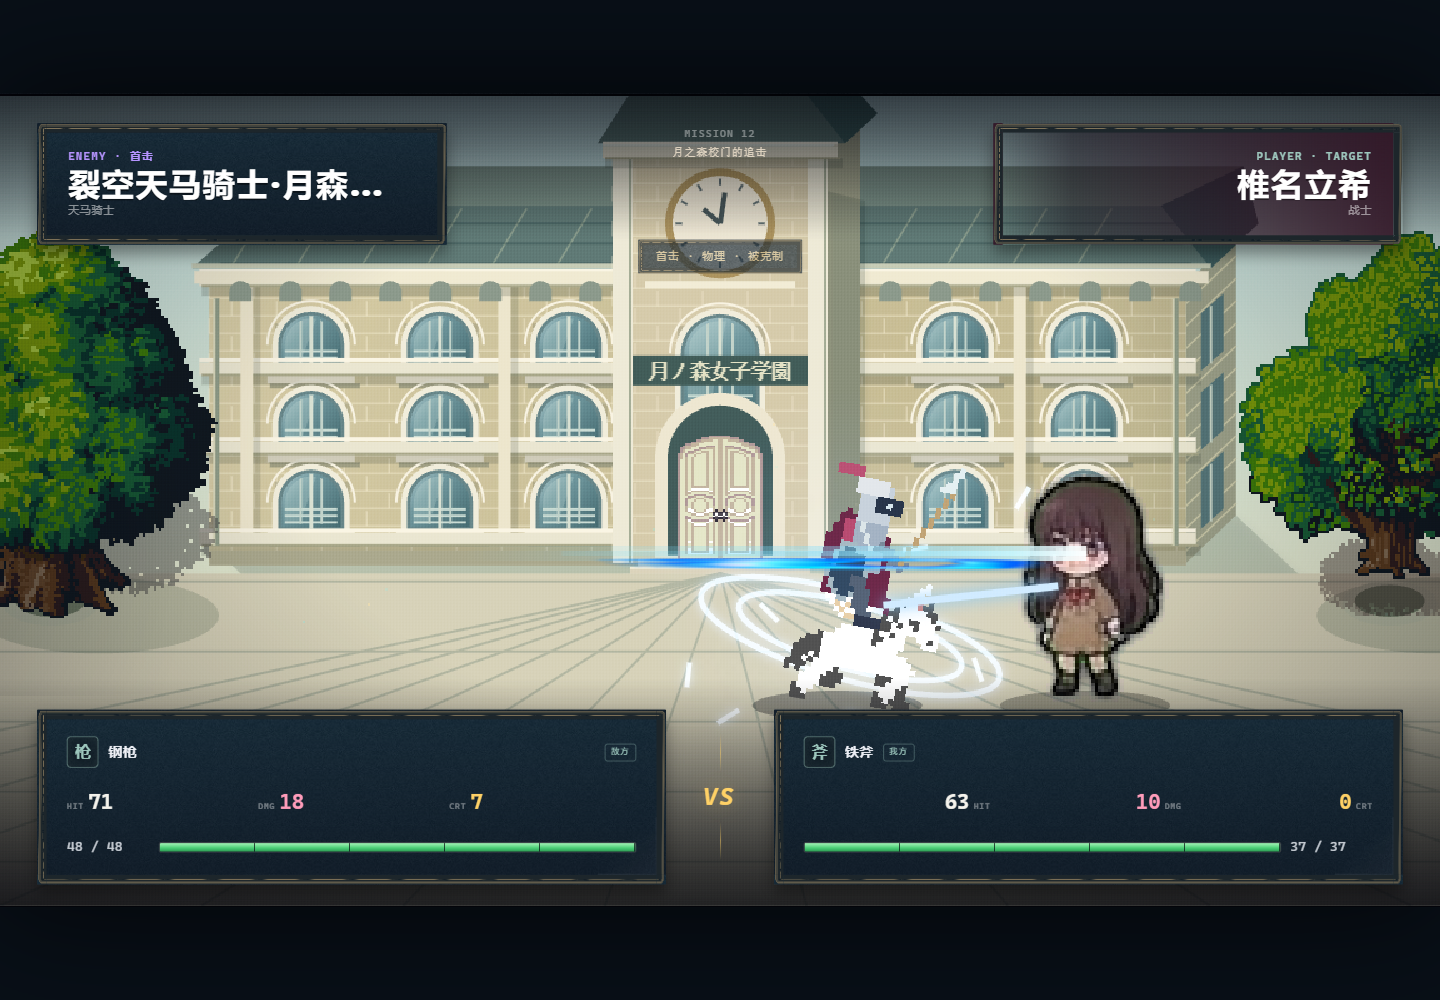 MISSION 12
月之森校门的追击
ENEMY · 首击
裂空天马骑士·月森...
天马骑士
PLAYER · TARGET
椎名立希
战士
首击 · 物理 · 被克制
月ノ森女子学園
枪 钢枪 敌方
HIT 71 DMG 18 CRT 7
48 / 48
VS
斧 铁斧 我方
63 HIT 10 DMG 0 CRT
37 / 37